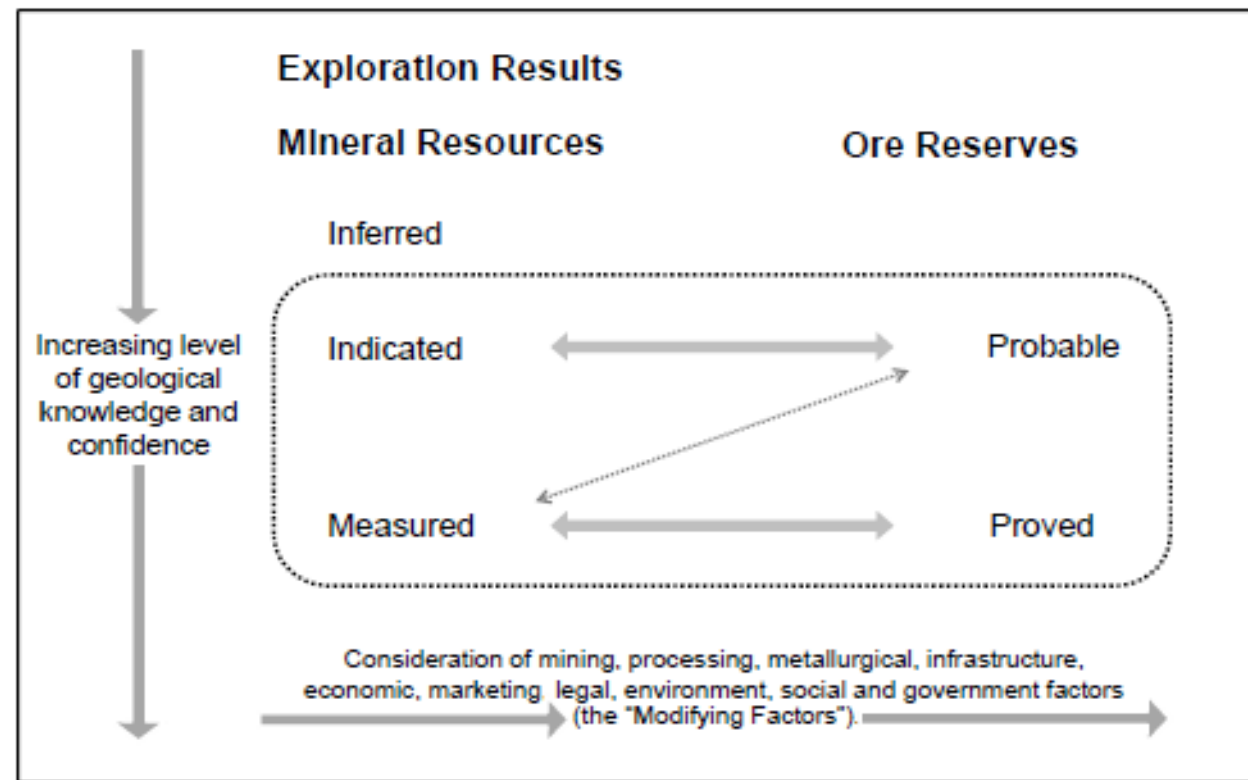 Exploration Results
Mineral Resources
Ore Reserves
Inferred
Increasing level
of geological
knowledge and
confidence
Indicated
Probable
Measured
Proved
Consideration of mining, processing, metallurgical, infrastructure,
economic, marketing legal, environment, social and government factors
(the "Modifying Factors").